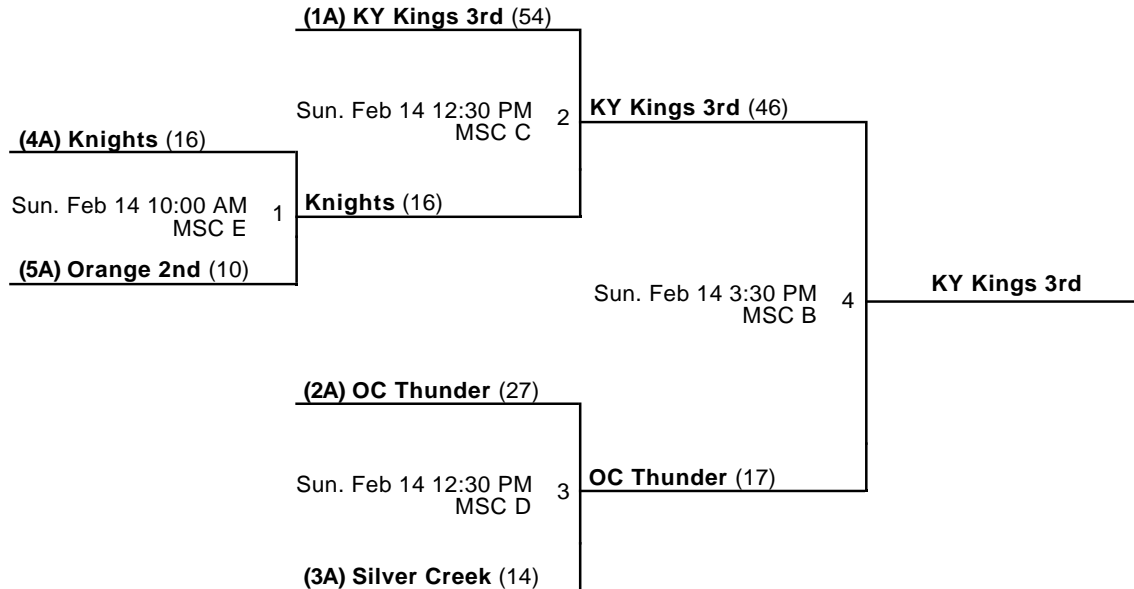 (1A) KY Kings 3rd (54)
Sun. Feb 14 12:30 PM
MSC C
2
KY Kings 3rd (46)
(4A) Knights (16)
Sun. Feb 14 10:00 AM
MSC E
1
Knights (16)
(5A) Orange 2nd (10)
Sun. Feb 14 3:30 PM
MSC B
4
KY Kings 3rd
(2A) OC Thunder (27)
Sun. Feb 14 12:30 PM
MSC D
3
OC Thunder (17)
(3A) Silver Creek (14)